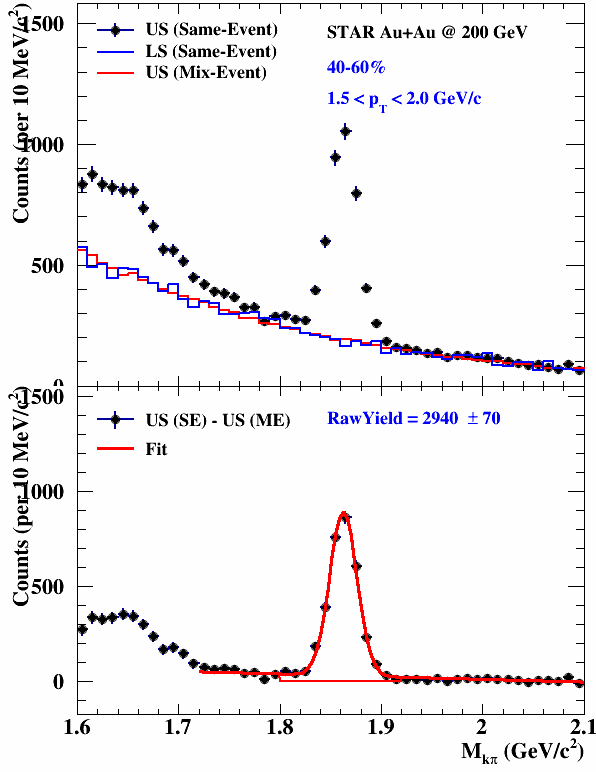 US (Same-Event)
LS (Same-Event)
US (Mix-Event)
STAR Au+Au @ 200 GeV
40-60%
1.5 < p_T < 2.0 GeV/c
Counts (per 10 MeV/c²)
1500
1000
500
0
US (SE) - US (ME)
Fit
RawYield = 2940 ± 70
Counts (per 10 MeV/c²)
1500
1000
500
0
1.6 1.7 1.8 1.9 2 2.1
M_kπ (GeV/c²)